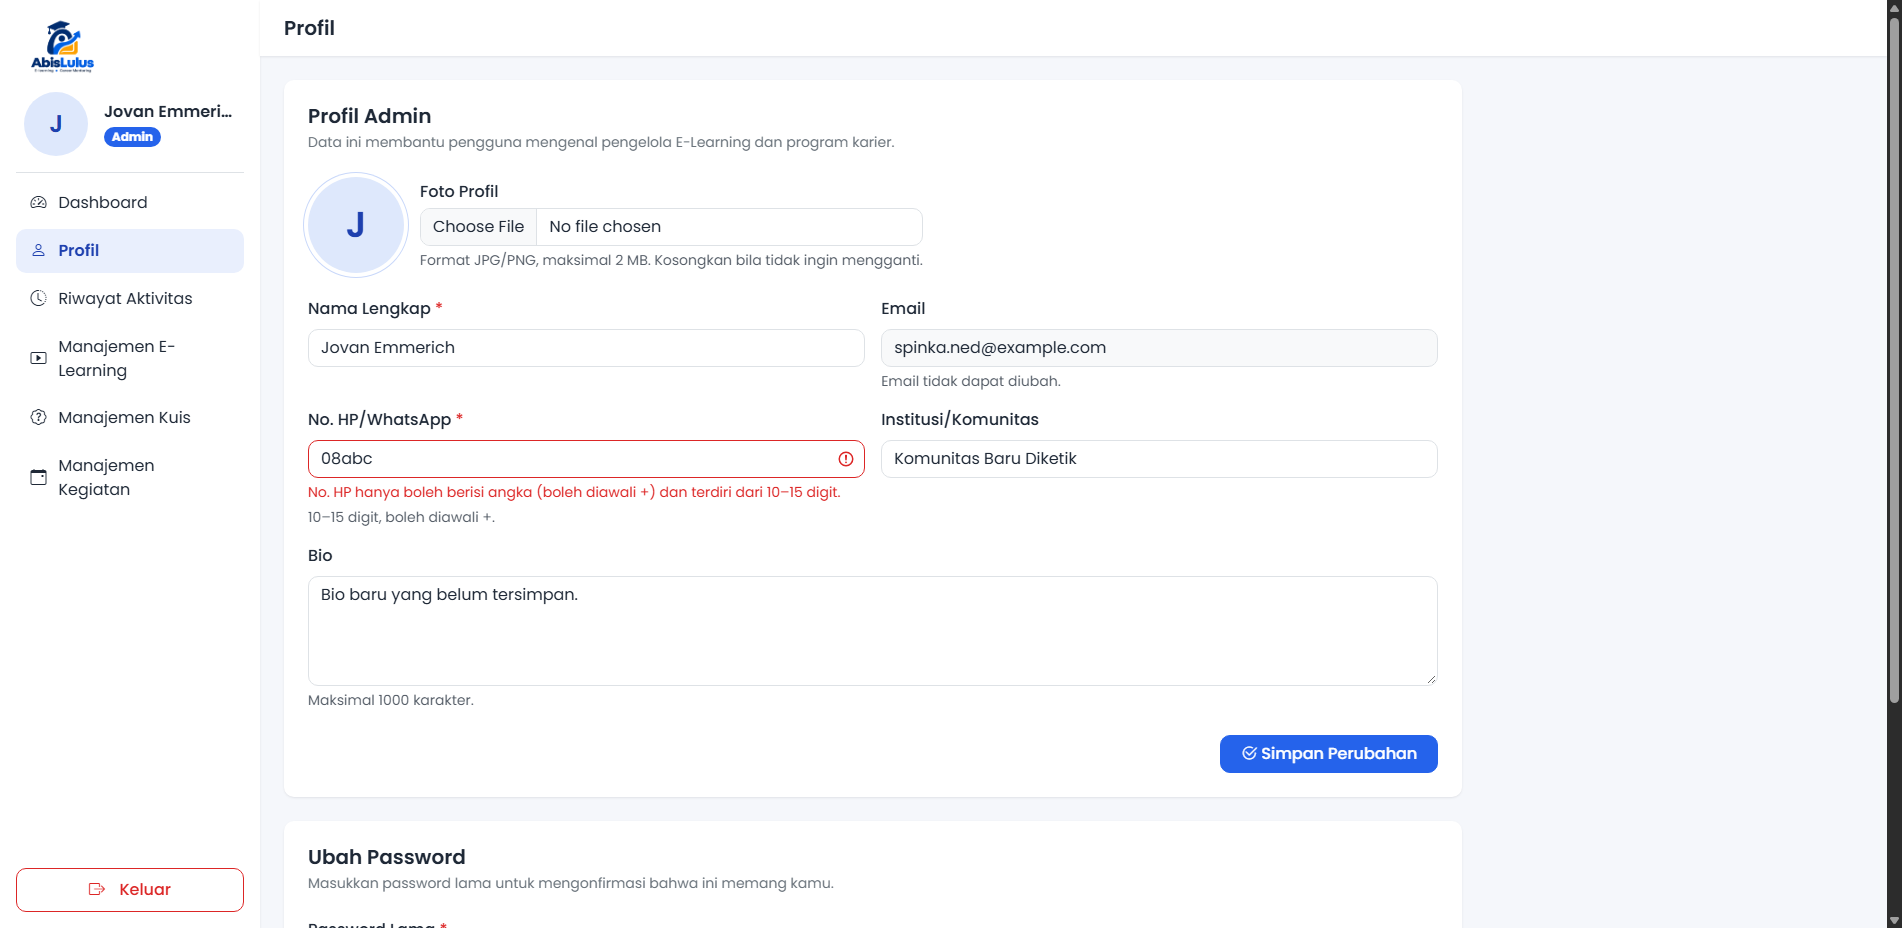 AbisLulus
J
Jovan Emmeri...
Admin
Dashboard
Profil
Riwayat Aktivitas
Manajemen E-
Learning
Manajemen Kuis
Manajemen
Kegiatan
Keluar
Profil
Profil Admin
Data ini membantu pengguna mengenal pengelola E-Learning dan program karier.
J
Foto Profil
Choose File No file chosen
Format JPG/PNG, maksimal 2 MB. Kosongkan bila tidak ingin mengganti.
Nama Lengkap *
Jovan Emmerich
Email
spinka.ned@example.com
Email tidak dapat diubah.
No. HP/WhatsApp *
08abc
No. HP hanya boleh berisi angka (boleh diawali +) dan terdiri dari 10–15 digit.
10–15 digit, boleh diawali +.
Institusi/Komunitas
Komunitas Baru Diketik
Bio
Bio baru yang belum tersimpan.
Maksimal 1000 karakter.
Simpan Perubahan
Ubah Password
Masukkan password lama untuk mengonfirmasi bahwa ini memang kamu.
Password Lama *